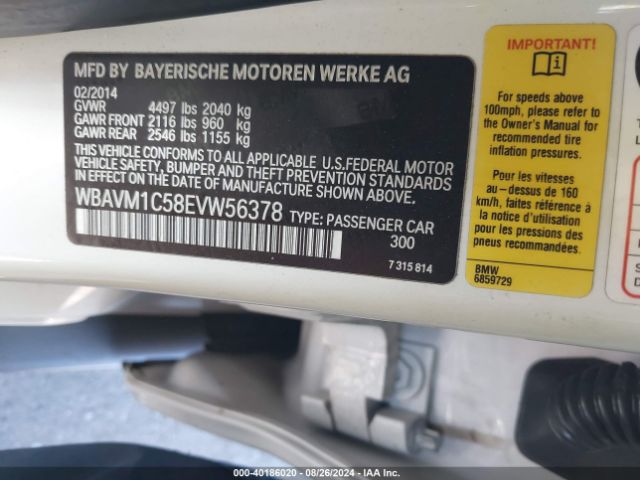 MFD BY BAYERISCHE MOTOREN WERKE AG
02/2014
GVWR 4497 lbs 2040 kg
GAWR FRONT 2116 lbs 960 kg
GAWR REAR 2546 lbs 1155 kg
THIS VEHICLE CONFORMS TO ALL APPLICABLE U.S.FEDERAL MOTOR
VEHICLE SAFETY, BUMPER AND THEFT PREVENTION STANDARDS
IN EFFECT ON THE DATE OF MANUFACTURE SHOWN ABOVE.
WBAVM1C58EVW56378 TYPE: PASSENGER CAR
300
7 315 814
IMPORTANT!
For speeds above
100mph, please refer to
the Owner's Manual for
recommended tire
inflation pressures.
Pour les vitesses
au-dessus de 160
km/h, faites référence à
votre livret de bord pour
les pressions des
pneus recommandées.
BMW
6859729
000-40186020 - 08/26/2024 - IAA Inc.